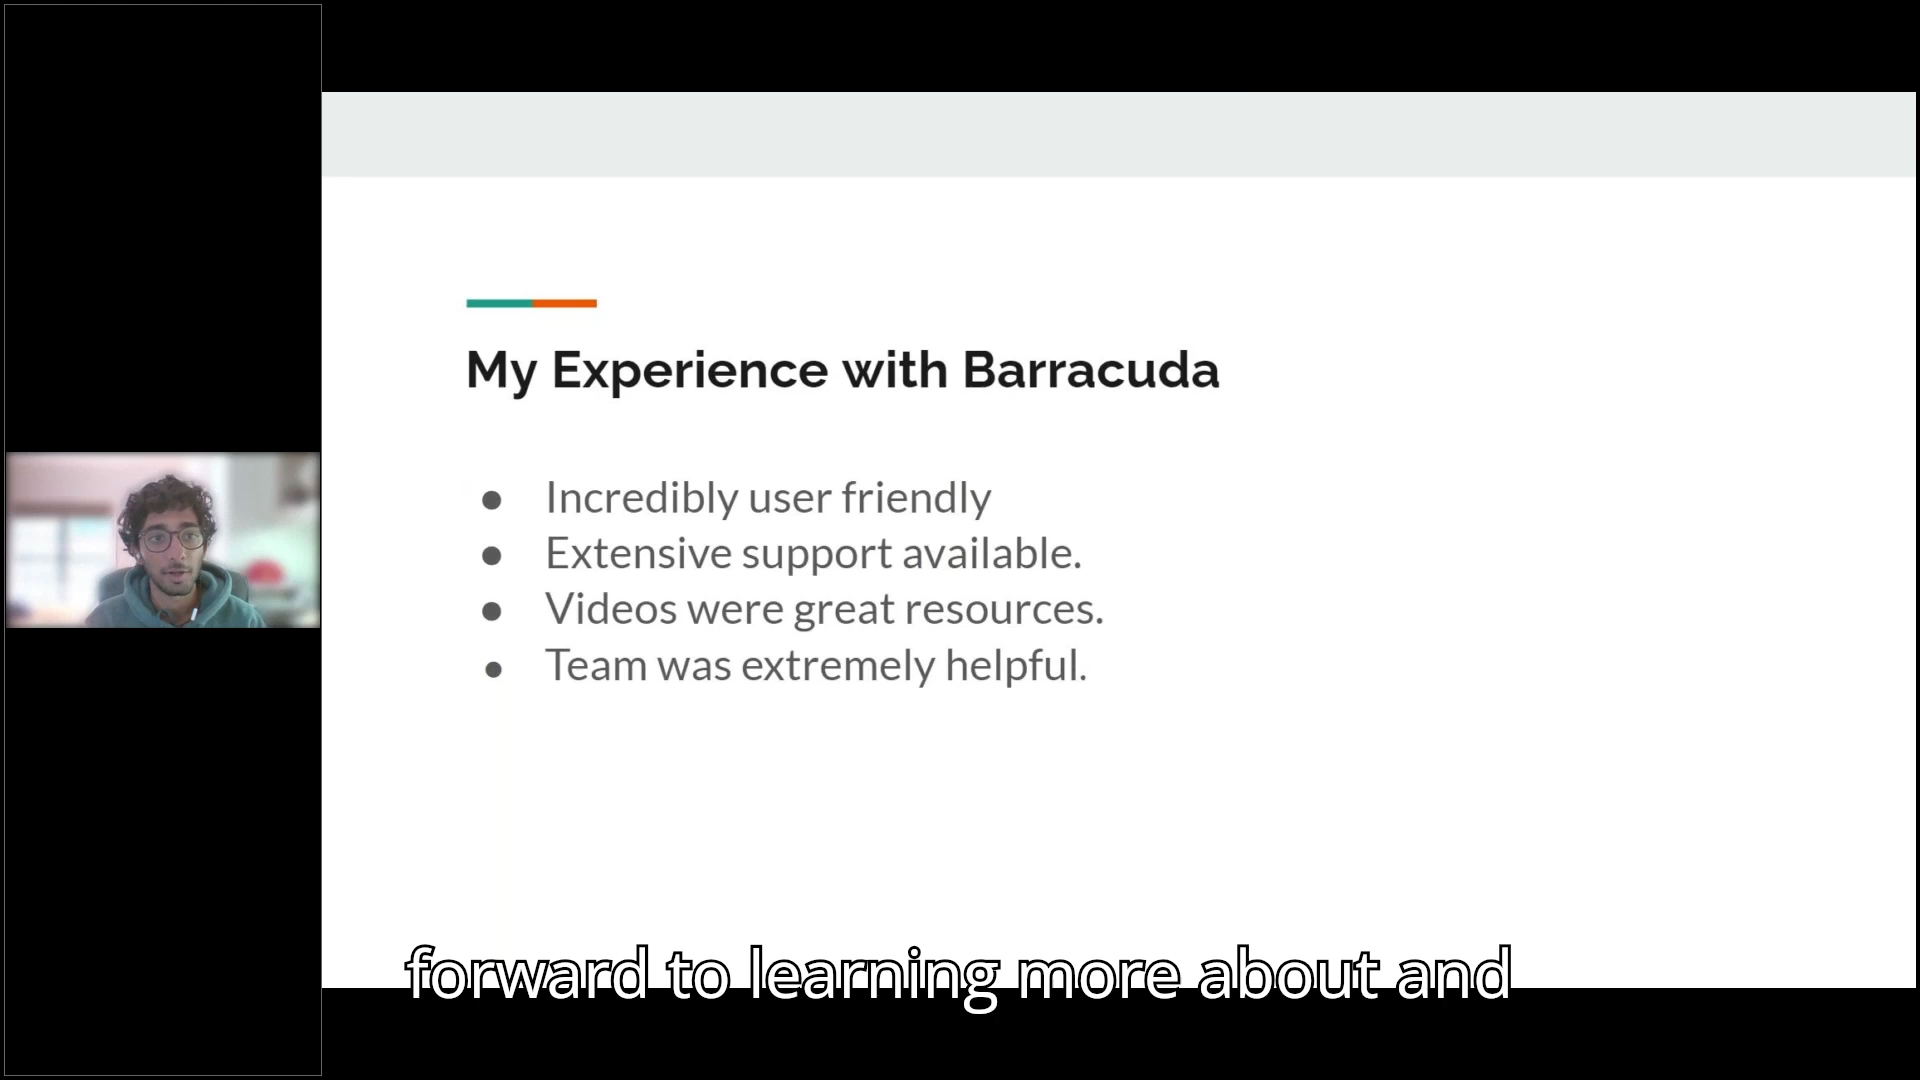 My Experience with Barracuda
● Incredibly user friendly
● Extensive support available.
● Videos were great resources.
● Team was extremely helpful.
forward to learning more about and